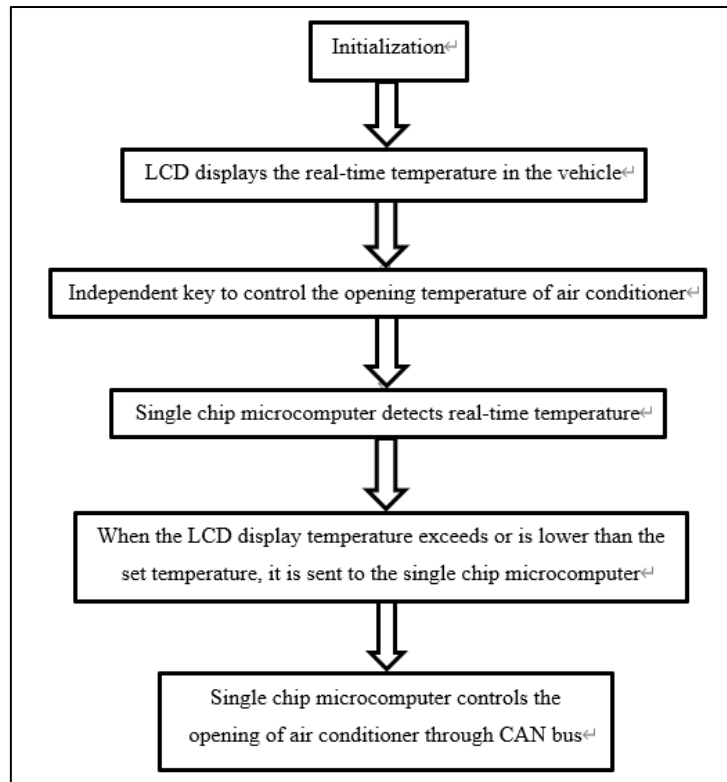 Initialization↵
LCD displays the real-time temperature in the vehicle↵
Independent key to control the opening temperature of air conditioner↵
Single chip microcomputer detects real-time temperature↵
When the LCD display temperature exceeds or is lower than the
set temperature, it is sent to the single chip microcomputer↵
Single chip microcomputer controls the
opening of air conditioner through CAN bus↵